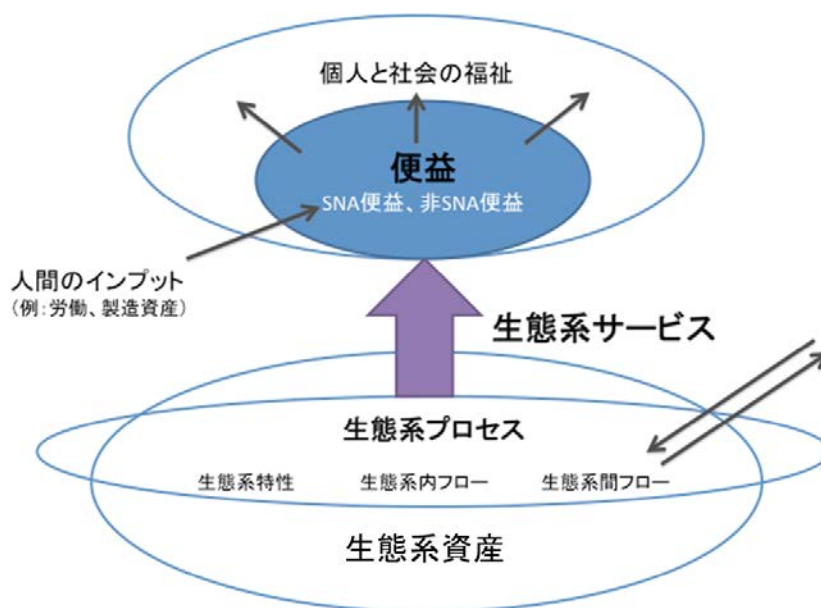 個人と社会の福祉
便益
SNA便益、非SNA便益
人間のインプット
（例：労働、製造資産）
生態系サービス
生態系プロセス
生態系特性
生態系内フロー
生態系間フロー
生態系資産